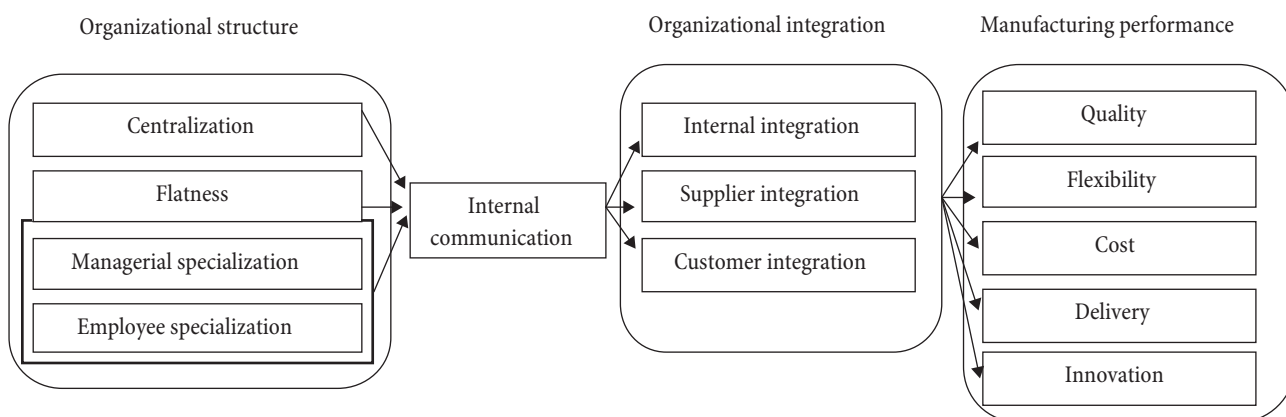 Organizational structure
Organizational integration
Manufacturing performance
Centralization
Flatness
Managerial specialization
Employee specialization
Internal
communication
Internal integration
Supplier integration
Customer integration
Quality
Flexibility
Cost
Delivery
Innovation